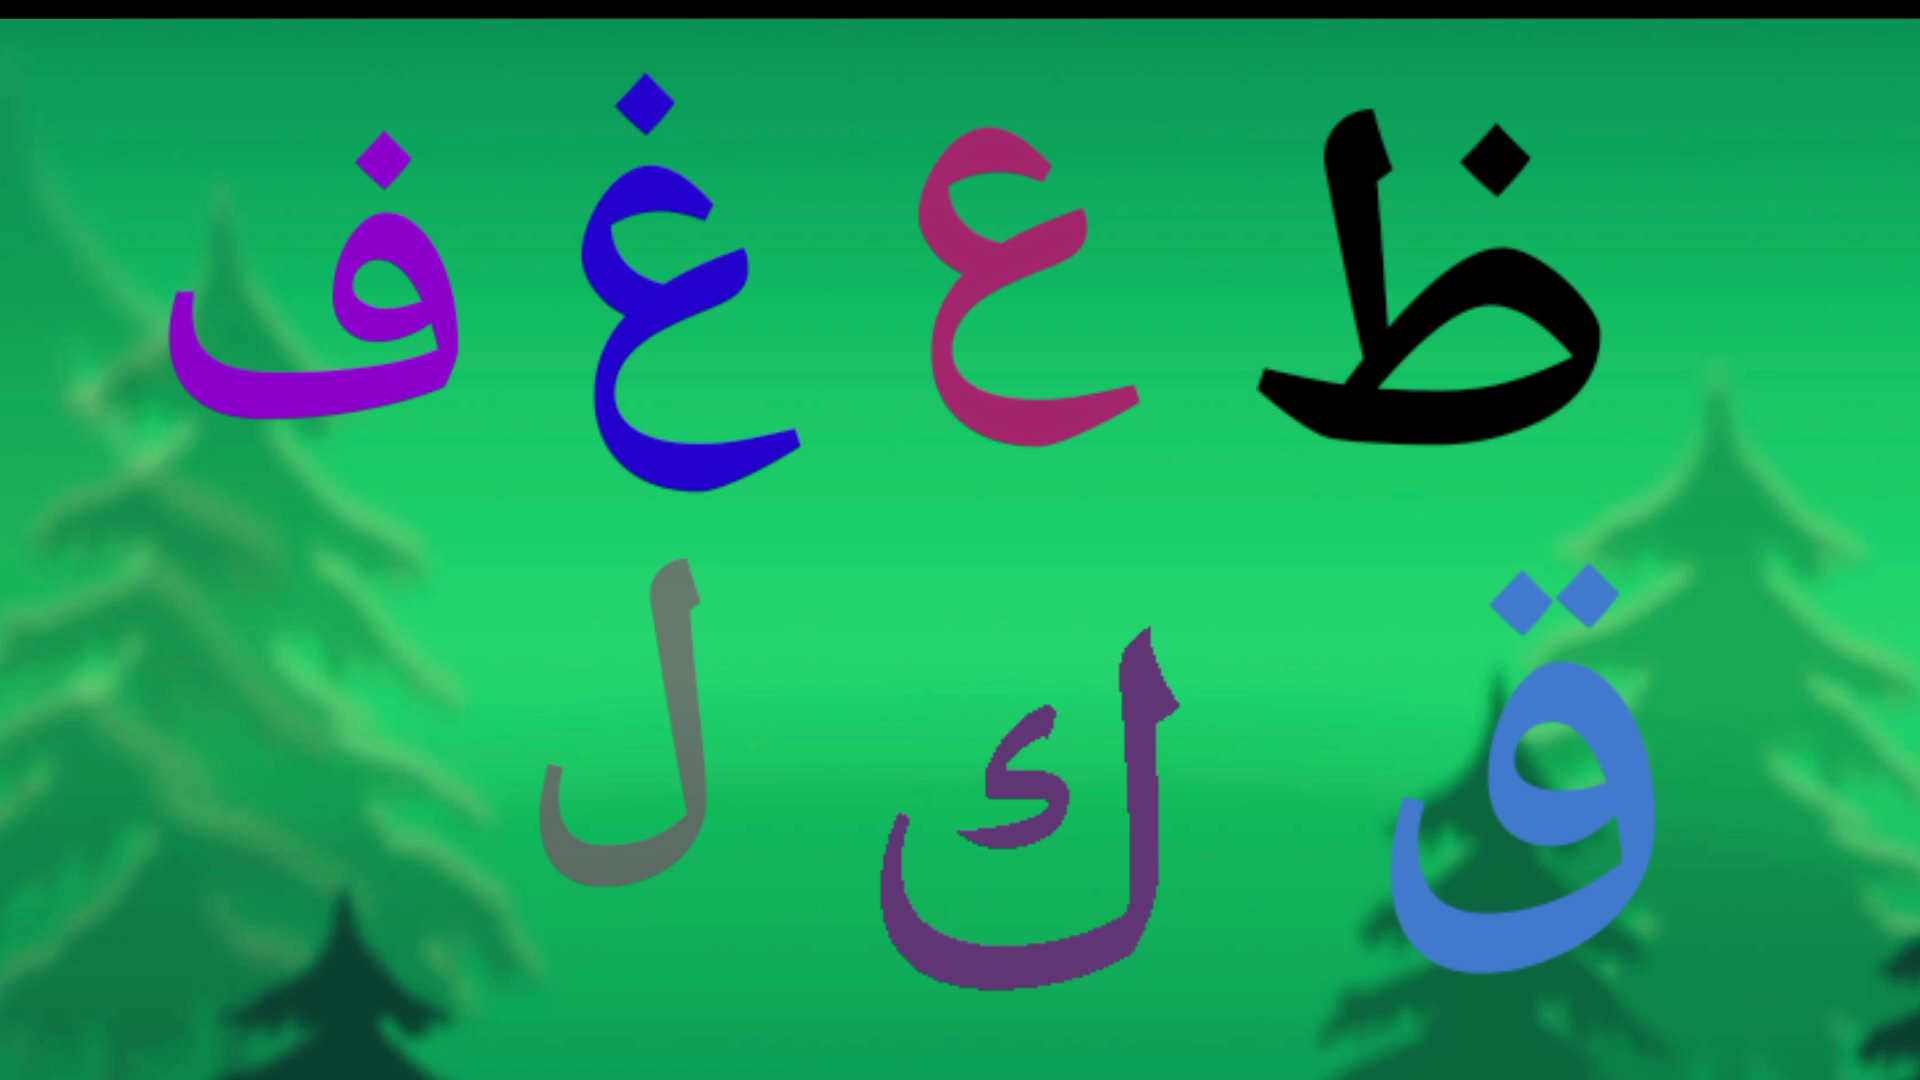 ظ ع غ ف
ق ك ل